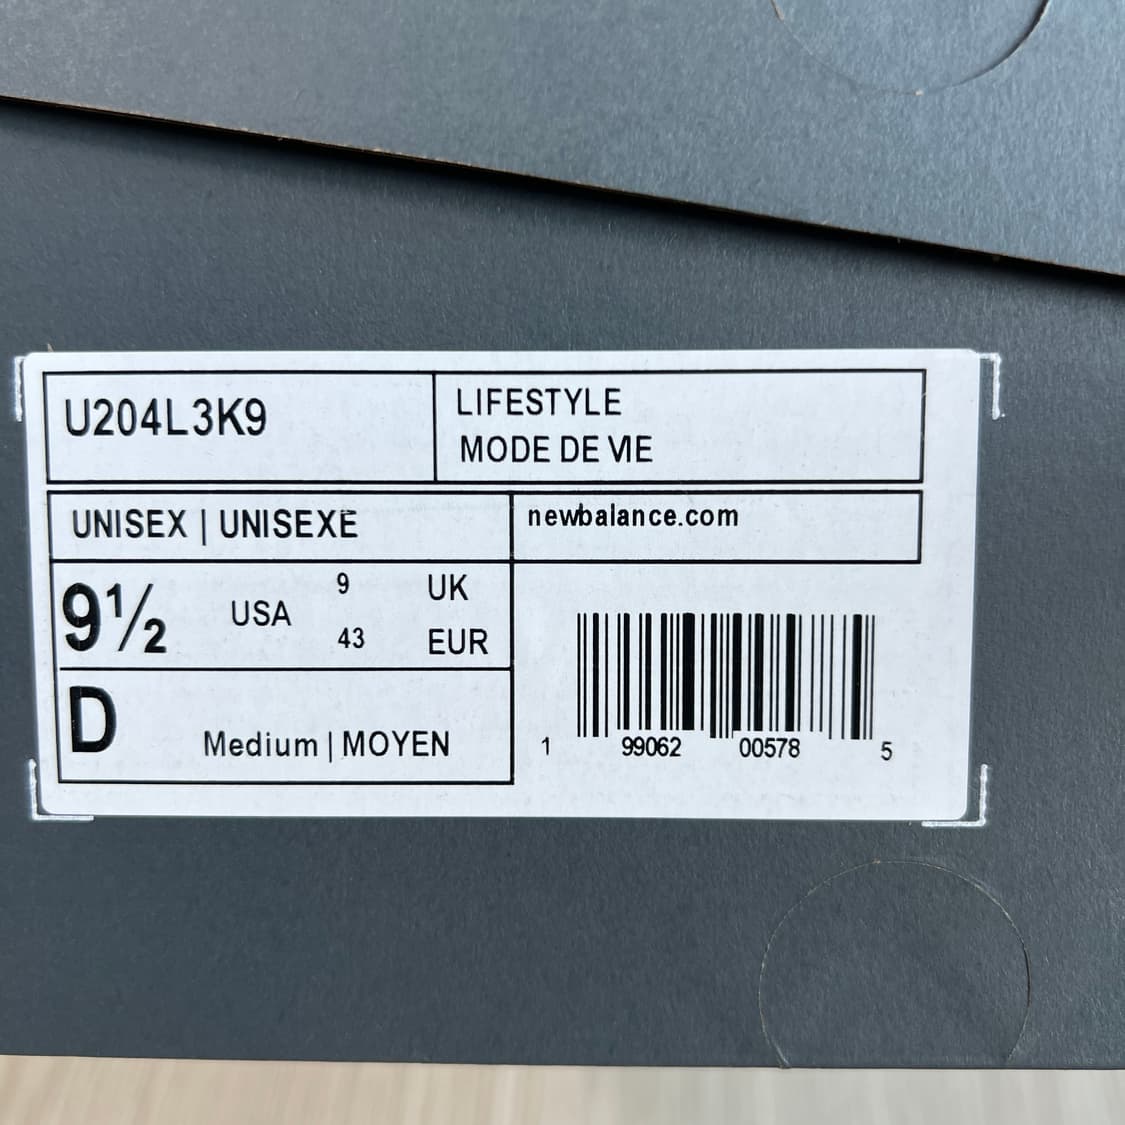 U204L3K9
LIFESTYLE
MODE DE VIE
UNISEX | UNISEXE
newbalance.com
9½ USA 9 UK
43 EUR
D Medium | MOYEN
1 99062 00578 5